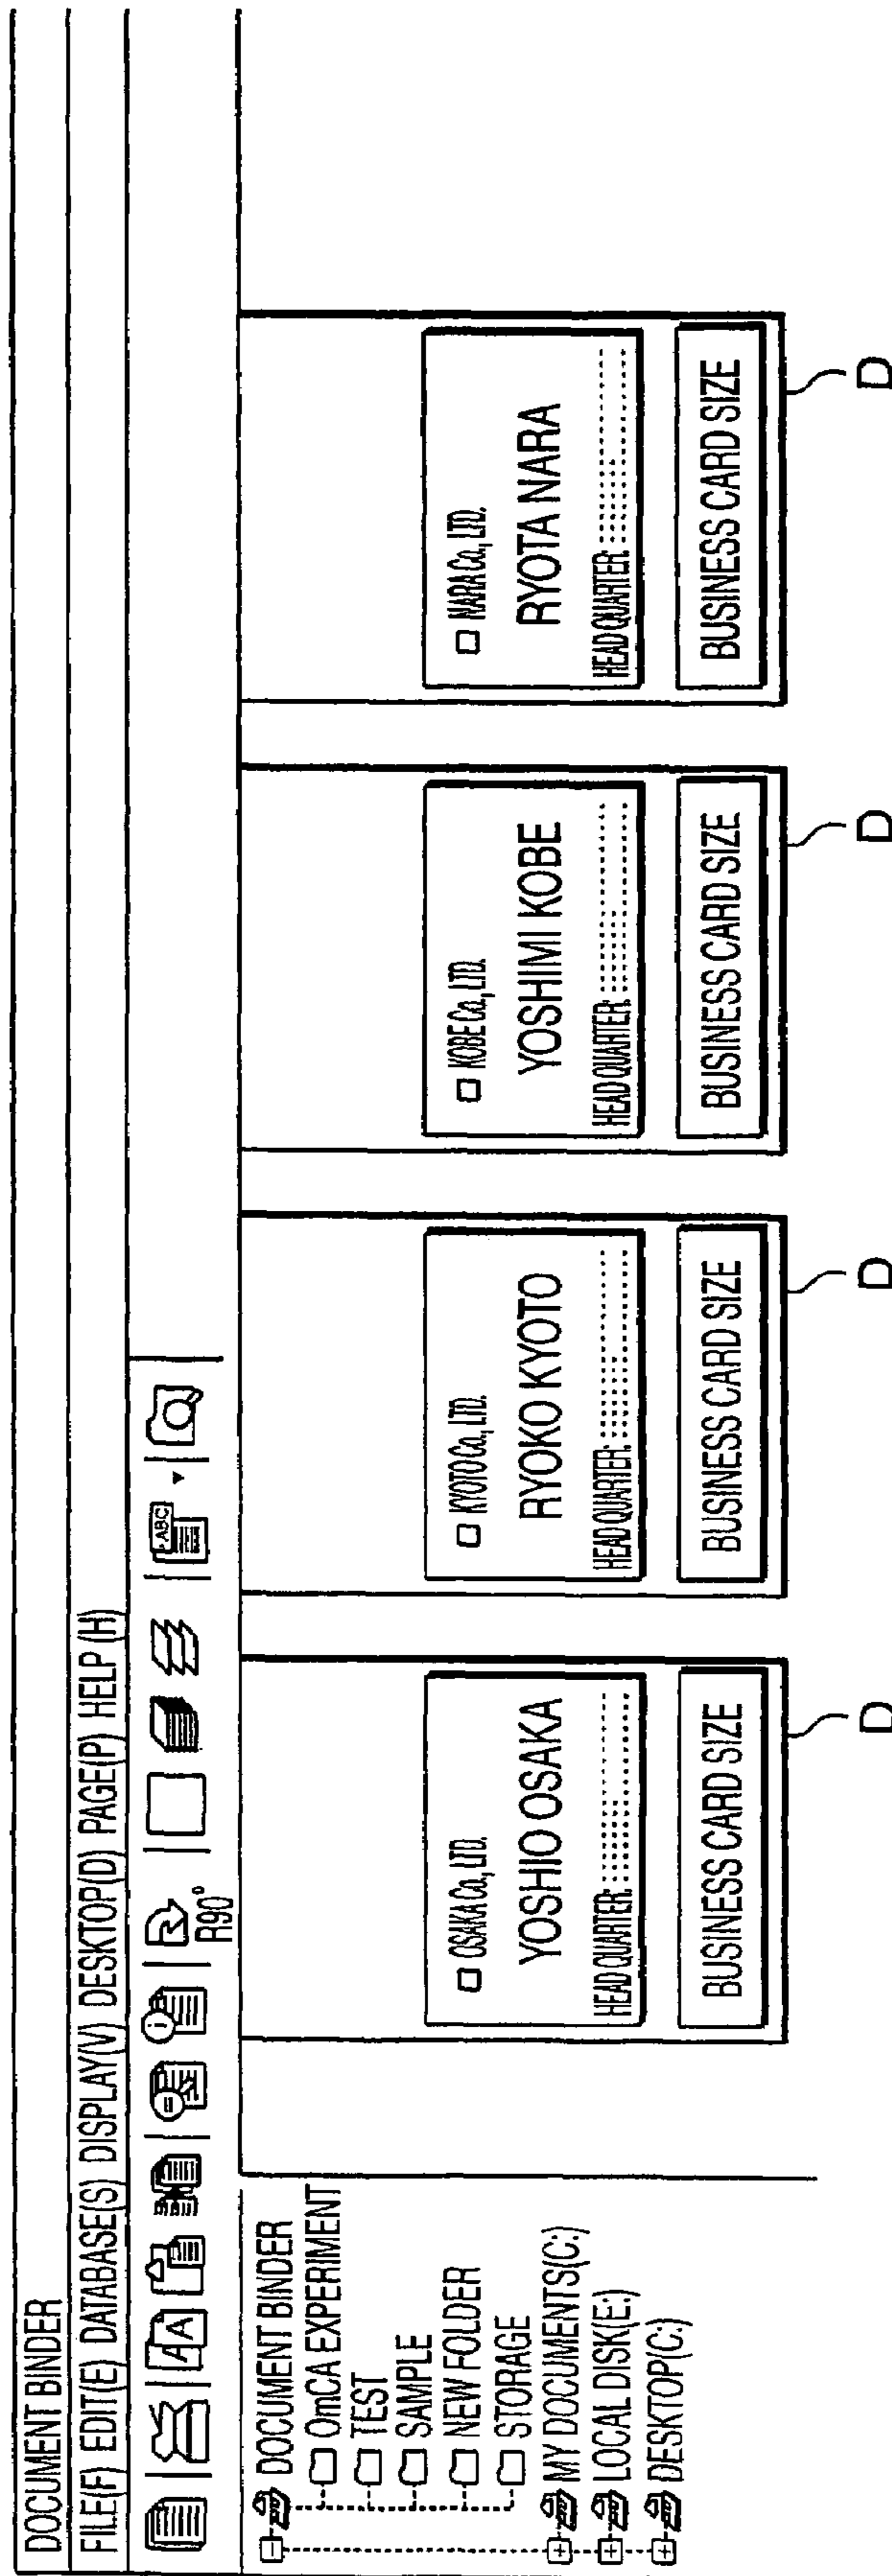 DOCUMENT BINDER
FILE(F) EDIT(E) DATABASE(S) DISPLAY(V) DESKTOP(D) PAGE(P) HELP (H)
R90°
ABC
DOCUMENT BINDER
OmCA EXPERIMENT
TEST
SAMPLE
NEW FOLDER
STORAGE
MY DOCUMENTS(C:)
LOCAL DISK(E:)
DESKTOP(C:)
OSAKA Co., LTD.
YOSHIO OSAKA
HEAD QUARTER:
BUSINESS CARD SIZE
D
KYOTO Co., LTD.
RYOKO KYOTO
HEAD QUARTER:
BUSINESS CARD SIZE
D
KOBE Co., LTD.
YOSHIMI KOBE
HEAD QUARTER:
BUSINESS CARD SIZE
D
NARA Co., LTD.
RYOTA NARA
HEAD QUARTER:
BUSINESS CARD SIZE
D